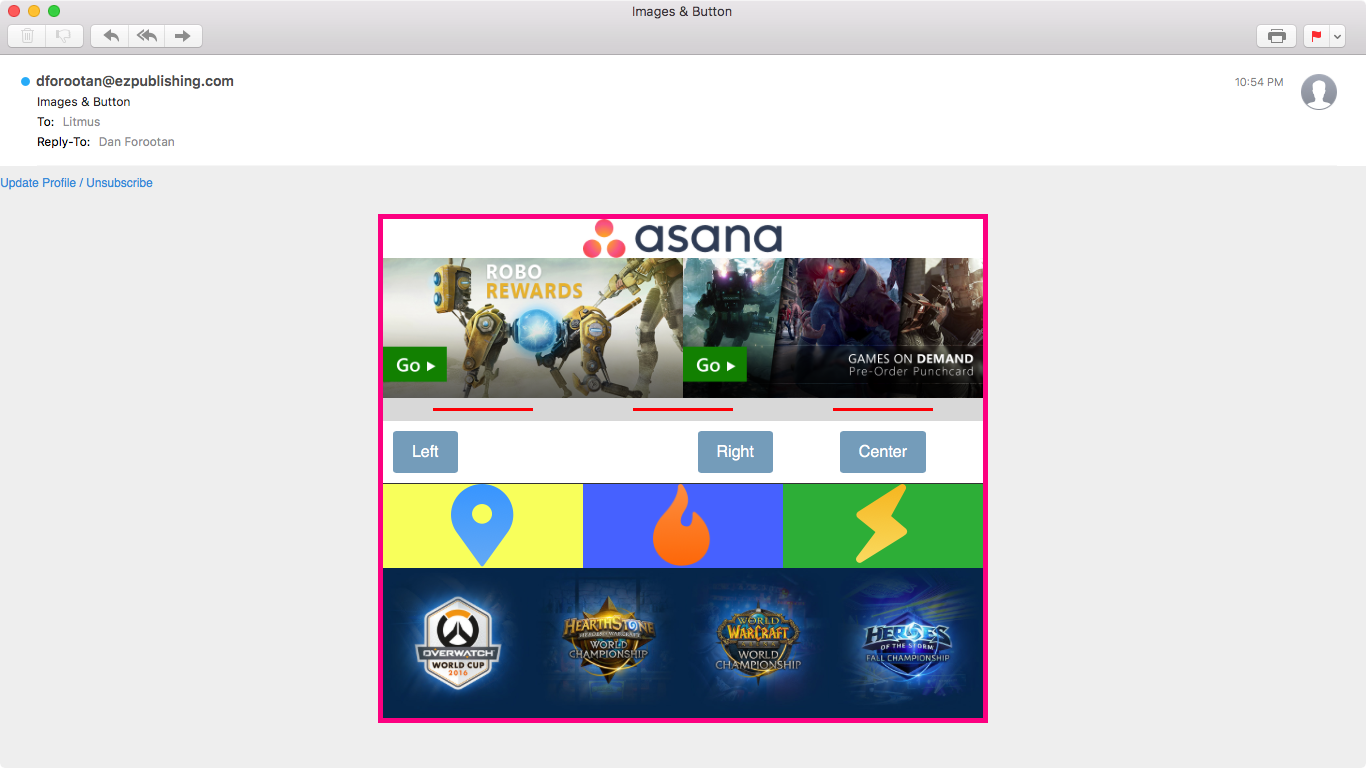 Images & Button
dforootan@ezpublishing.com
10:54 PM
Images & Button
To: Litmus
Reply-To: Dan Forootan
Update Profile / Unsubscribe
asana
ROBO
REWARDS
Go
Go
GAMES ON DEMAND
Pre-Order Punchcard
Left
Right
Center
OVERWATCH
WORLD CUP
2016
HEARTHSTONE
HEROES OF WARCRAFT
WORLD
CHAMPIONSHIP
WORLD
WARCRAFT
WORLD
CHAMPIONSHIP
HEROES
OF THE STORM
FALL CHAMPIONSHIP